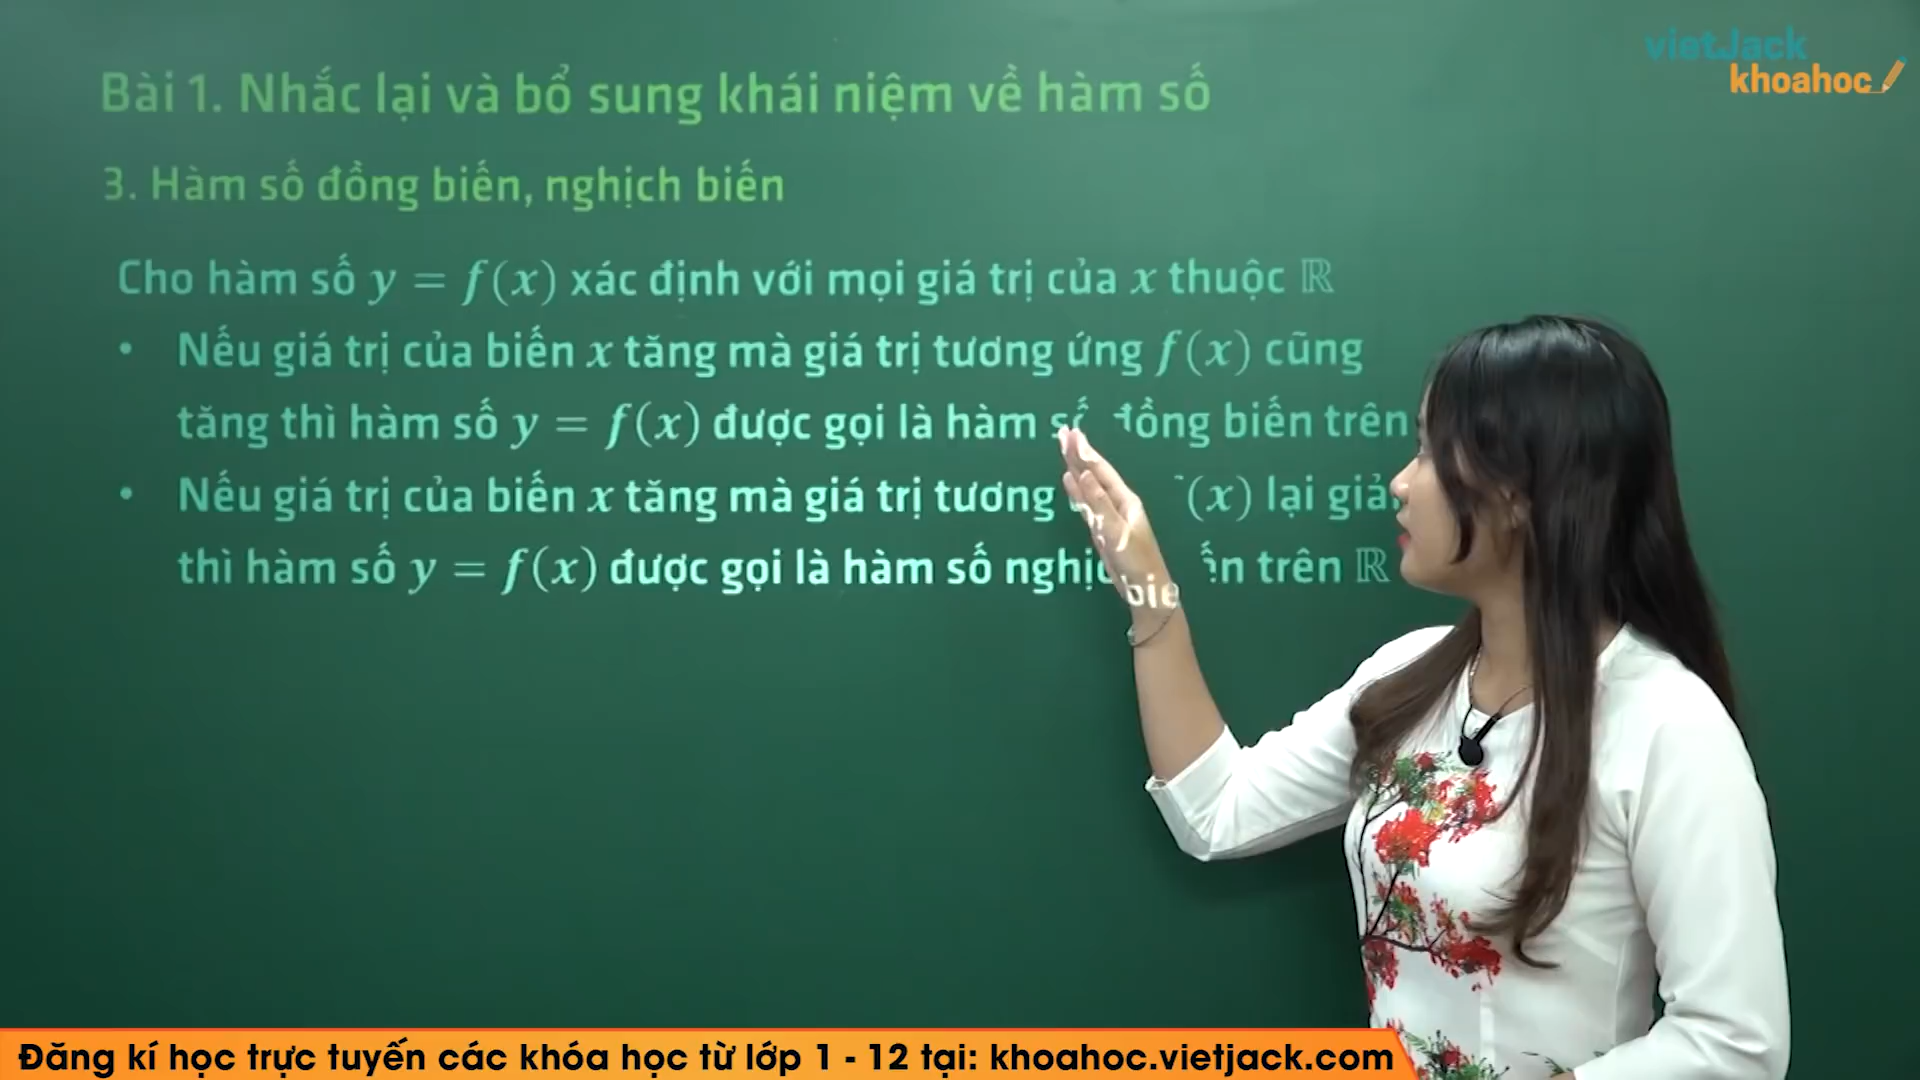 vietJack
khoahoc
Bài 1. Nhắc lại và bổ sung khái niệm về hàm số
3. Hàm số đồng biến, nghịch biến
Cho hàm số y = f(x) xác định với mọi giá trị của x thuộc ℝ
• Nếu giá trị của biến x tăng mà giá trị tương ứng f(x) cũng
tăng thì hàm số y = f(x) được gọi là hàm số đồng biến trên
• Nếu giá trị của biến x tăng mà giá trị tương (x) lại
thì hàm số y = f(x) được gọi là hàm số trên ℝ
Đăng kí học trực tuyến các khóa học từ lớp 1 - 12 tại: khoahoc.vietjack.com